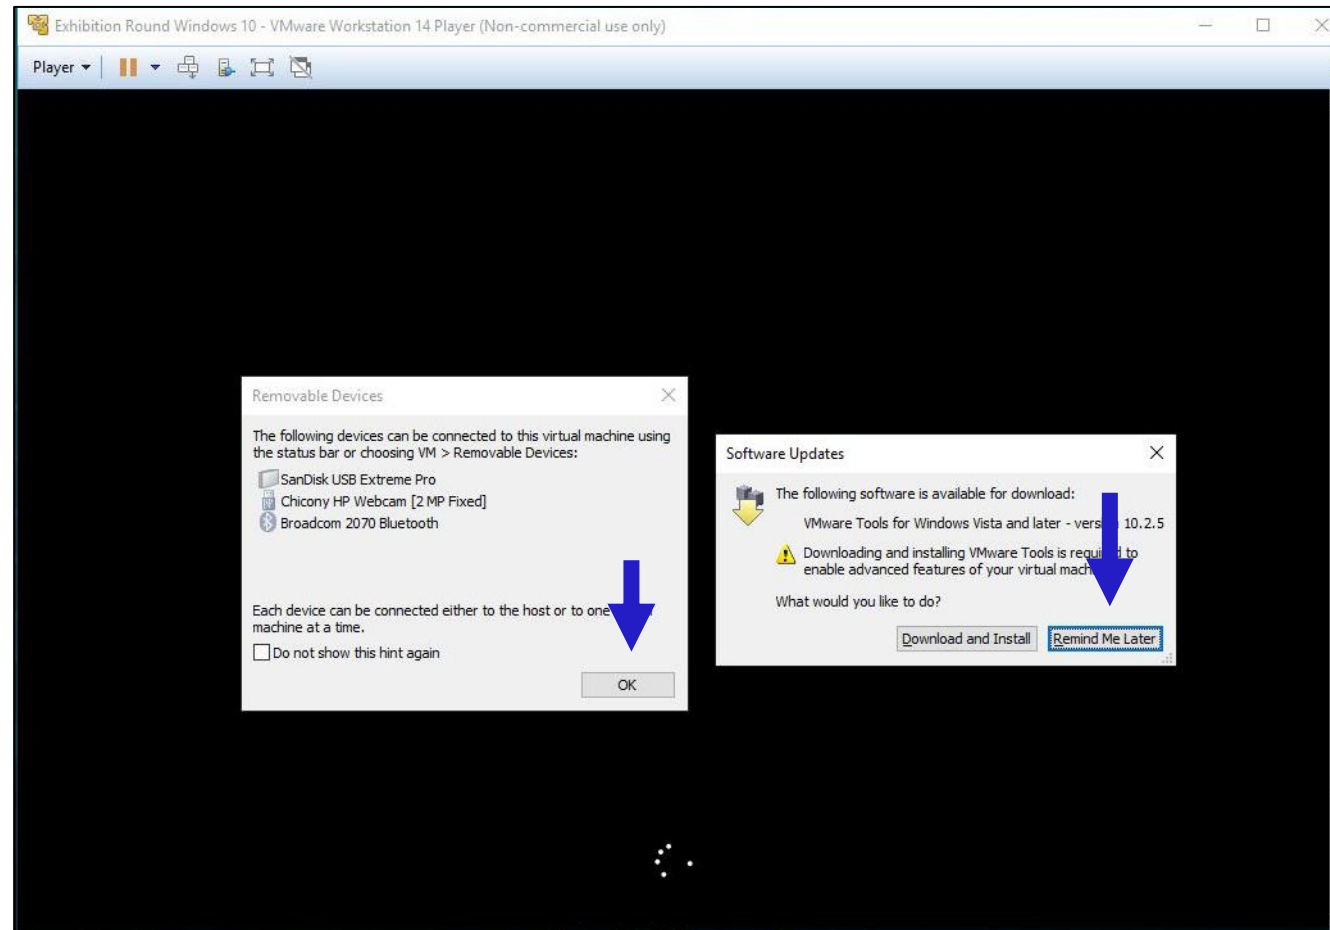 Exhibition Round Windows 10 - VMware Workstation 14 Player (Non-commercial use only)
Player
Removable Devices
The following devices can be connected to this virtual machine using
the status bar or choosing VM > Removable Devices:
SanDisk USB Extreme Pro
Chicony HP Webcam [2 MP Fixed]
Broadcom 2070 Bluetooth
Each device can be connected either to the host or to one
machine at a time.
Do not show this hint again
OK
Software Updates
The following software is available for download:
VMware Tools for Windows Vista and later - 10.2.5
Downloading and installing VMware Tools is to
enable advanced features of your virtual
What would you like to do?
Download and Install
Remind Me Later